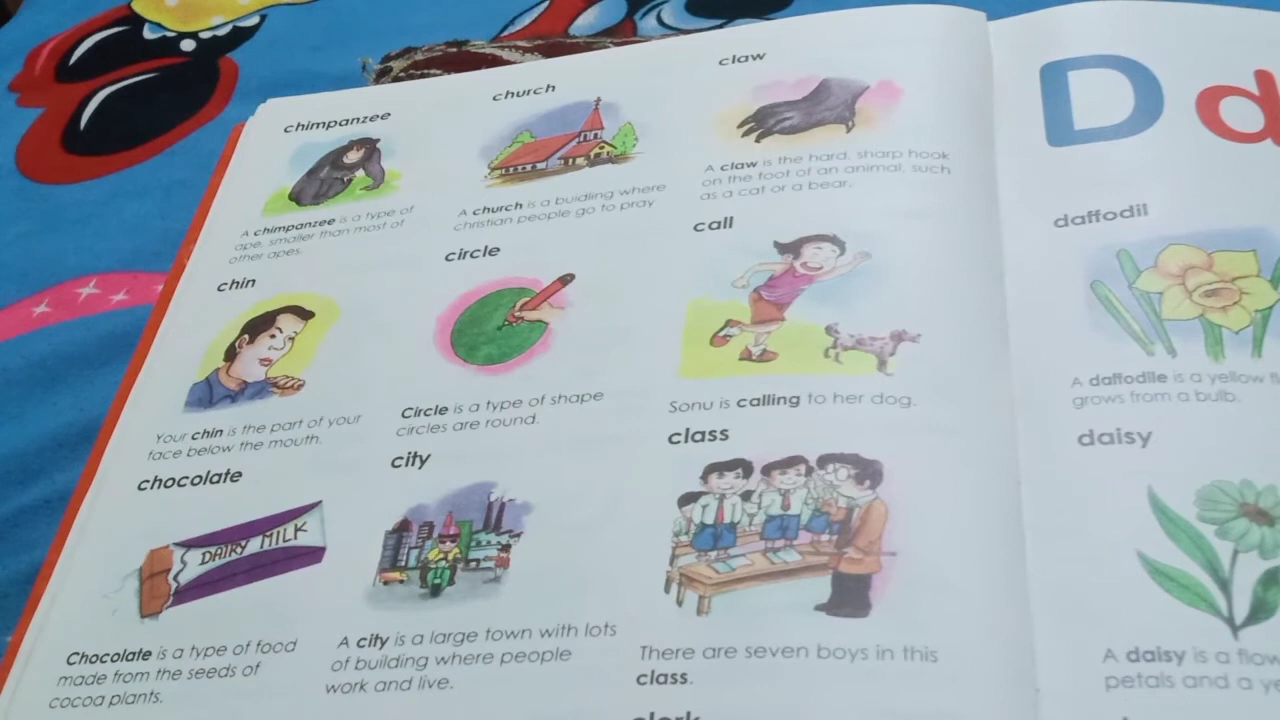 chimpanzee
A chimpanzee is a type of
ape, smaller than most of
other apes.
chin
Your chin is the part of your
face below the mouth.
chocolate
DAIRY MILK
Chocolate is a type of food
made from the seeds of
cocoa plants.
church
A church is a buidling where
christian people go to pray
circle
Circle is a type of shape
circles are round.
city
A city is a large town with lots
of building where people
work and live.
claw
A claw is the hard, sharp hook
on the foot of an animal, such
as a cat or a bear.
call
Sonu is calling to her dog.
class
There are seven boys in this
class.
D d
daffodil
A daffodile is a yellow
grows from a bulb.
daisy
A daisy is a
petals and a